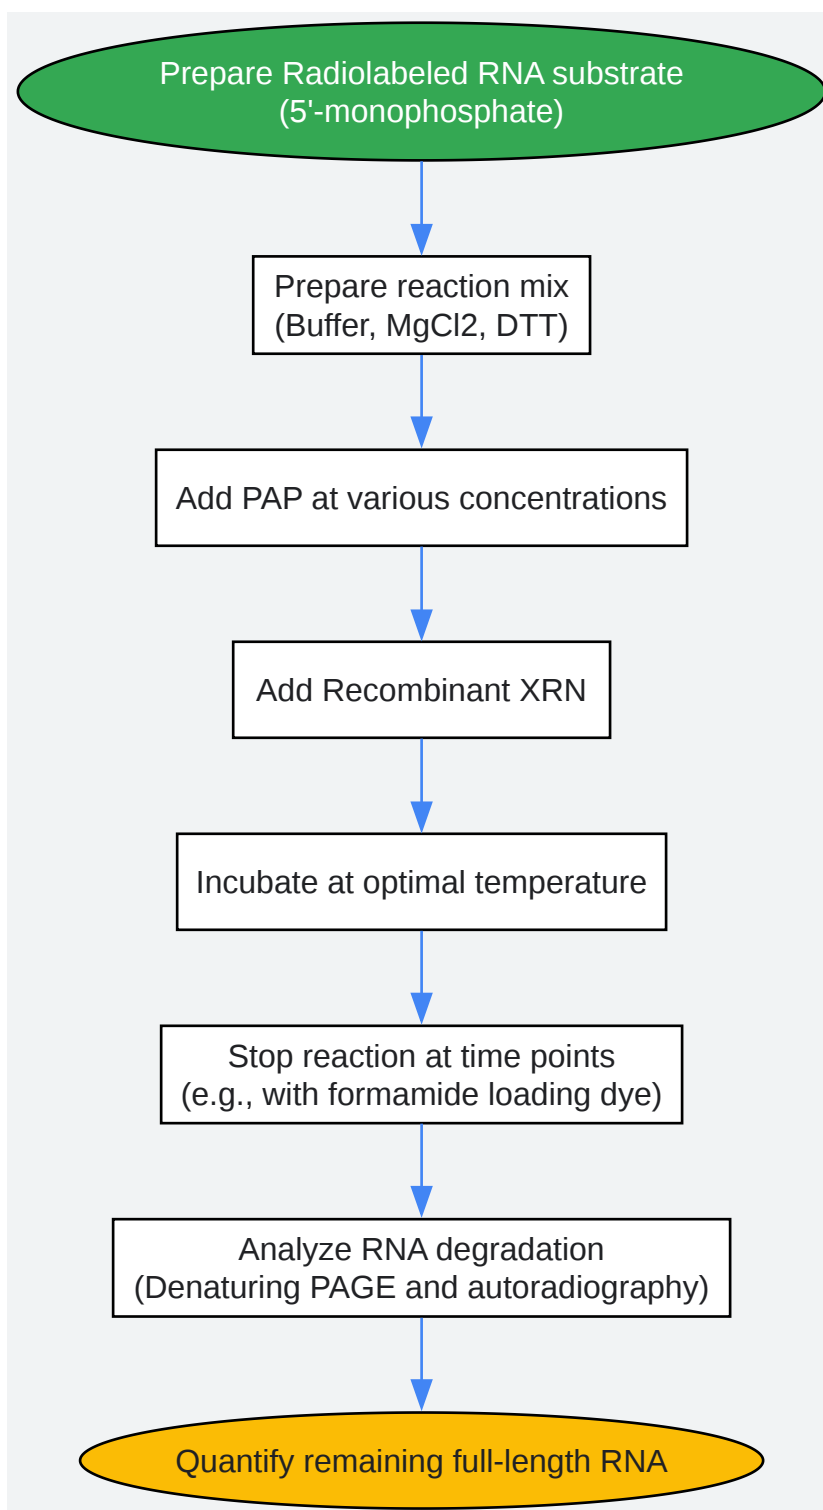 Prepare Radiolabeled RNA substrate
(5'-monophosphate)
Prepare reaction mix
(Buffer, MgCl2, DTT)
Add PAP at various concentrations
Add Recombinant XRN
Incubate at optimal temperature
Stop reaction at time points
(e.g., with formamide loading dye)
Analyze RNA degradation
(Denaturing PAGE and autoradiography)
Quantify remaining full-length RNA